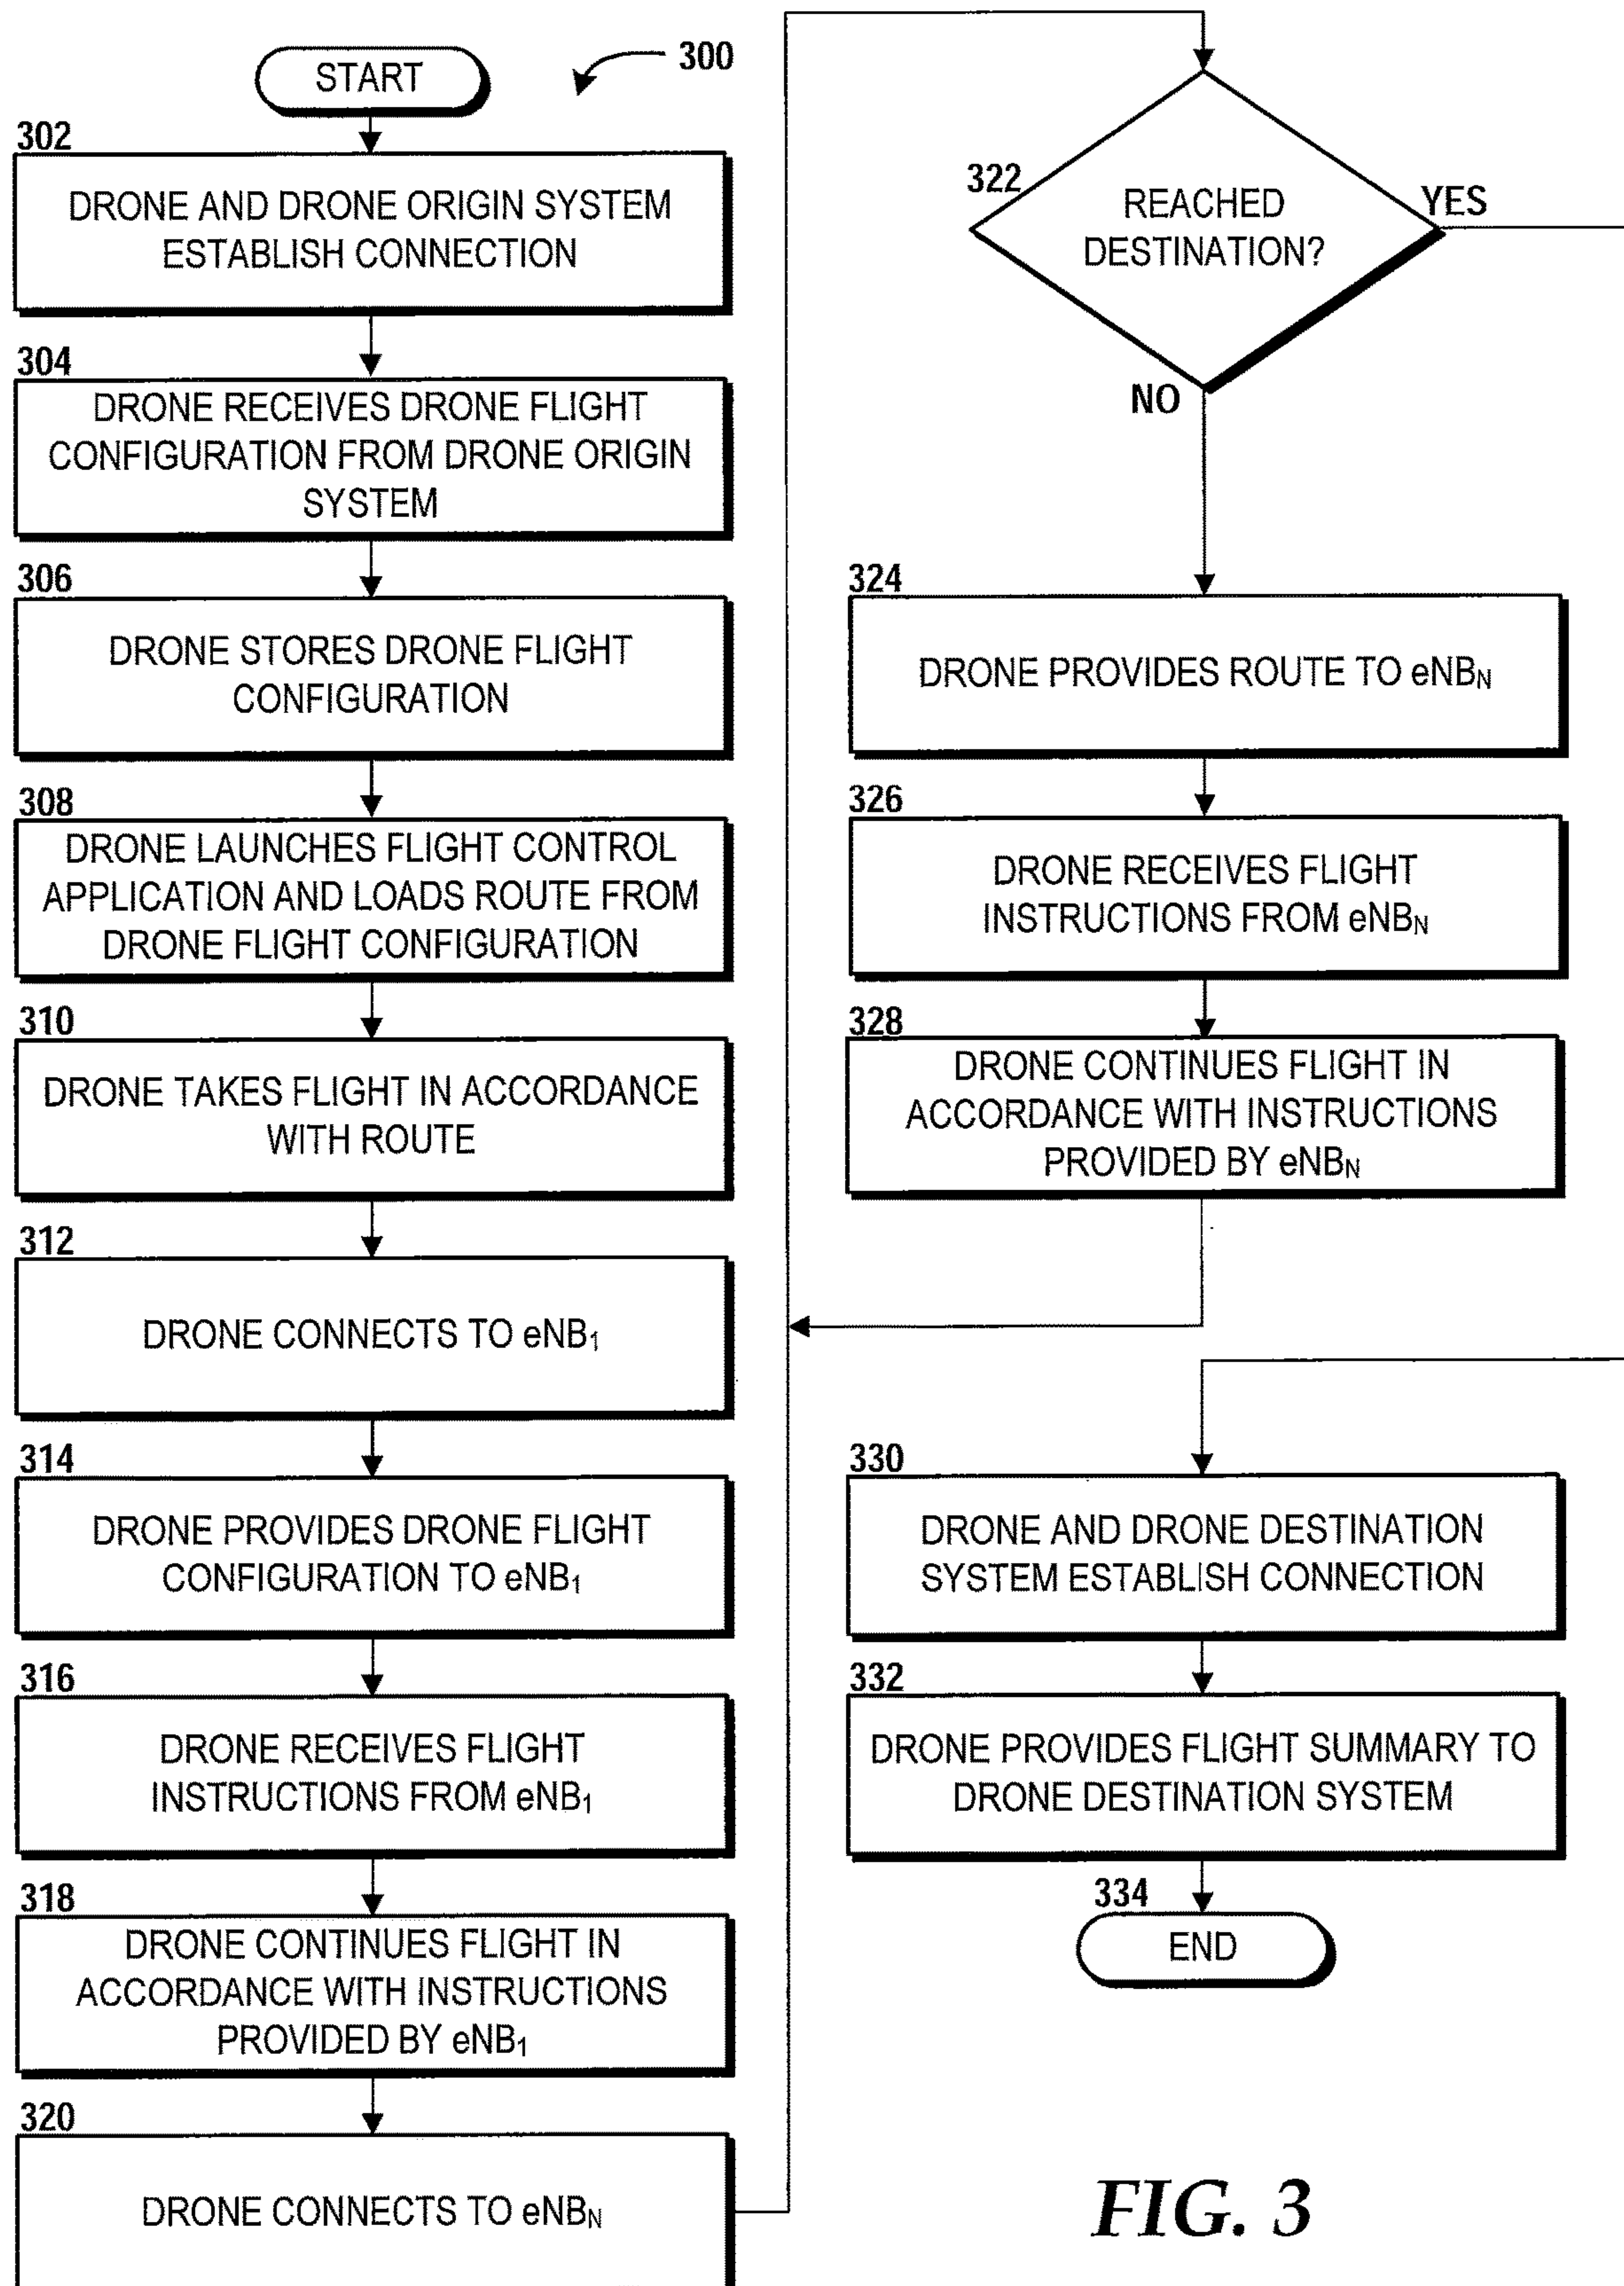 START
300
302
DRONE AND DRONE ORIGIN SYSTEM
ESTABLISH CONNECTION
304
DRONE RECEIVES DRONE FLIGHT
CONFIGURATION FROM DRONE ORIGIN
SYSTEM
306
DRONE STORES DRONE FLIGHT
CONFIGURATION
308
DRONE LAUNCHES FLIGHT CONTROL
APPLICATION AND LOADS ROUTE FROM
DRONE FLIGHT CONFIGURATION
310
DRONE TAKES FLIGHT IN ACCORDANCE
WITH ROUTE
312
DRONE CONNECTS TO eNB₁
314
DRONE PROVIDES DRONE FLIGHT
CONFIGURATION TO eNB₁
316
DRONE RECEIVES FLIGHT
INSTRUCTIONS FROM eNB₁
318
DRONE CONTINUES FLIGHT IN
ACCORDANCE WITH INSTRUCTIONS
PROVIDED BY eNB₁
320
DRONE CONNECTS TO eNBN
322
REACHED
DESTINATION?
YES
NO
324
DRONE PROVIDES ROUTE TO eNBN
326
DRONE RECEIVES FLIGHT
INSTRUCTIONS FROM eNBN
328
DRONE CONTINUES FLIGHT IN
ACCORDANCE WITH INSTRUCTIONS
PROVIDED BY eNBN
330
DRONE AND DRONE DESTINATION
SYSTEM ESTABLISH CONNECTION
332
DRONE PROVIDES FLIGHT SUMMARY TO
DRONE DESTINATION SYSTEM
334
END
FIG. 3